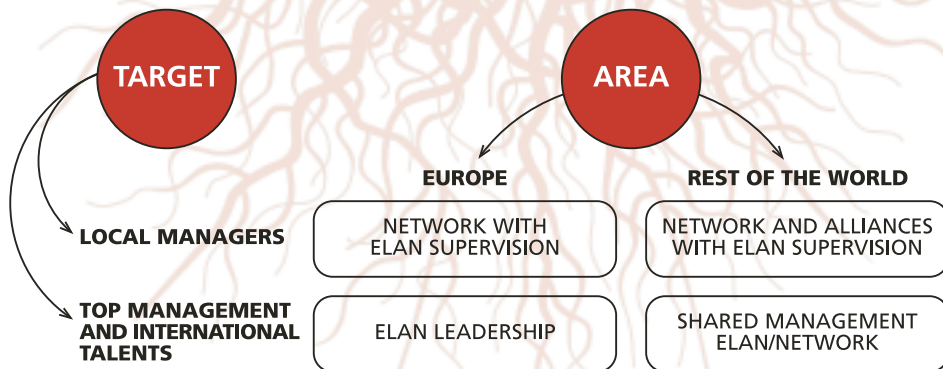 TARGET
AREA
EUROPE
REST OF THE WORLD
LOCAL MANAGERS
NETWORK WITH
ELAN SUPERVISION
NETWORK AND ALLIANCES
WITH ELAN SUPERVISION
TOP MANAGEMENT
AND INTERNATIONAL
TALENTS
ELAN LEADERSHIP
SHARED MANAGEMENT
ELAN/NETWORK